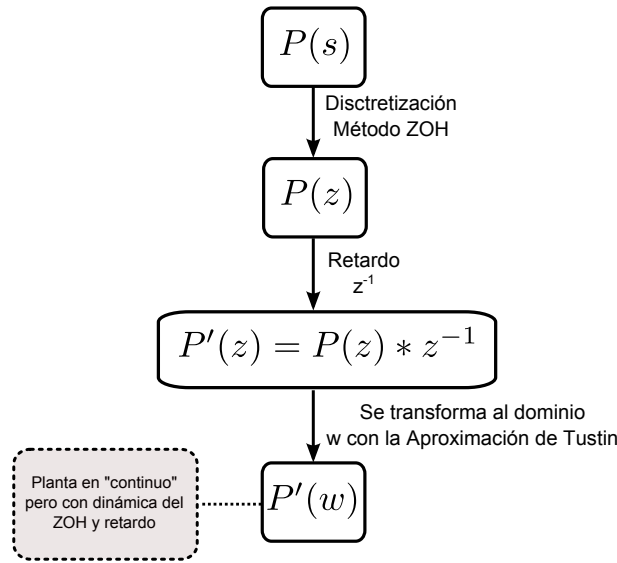 P(s)
Disctretización
Método ZOH
P(z)
Retardo
z⁻¹
P′(z) = P(z) ∗ z⁻¹
Se transforma al dominio
w con la Aproximación de Tustin
Planta en "continuo"
pero con dinámica del
ZOH y retardo
P′(w)